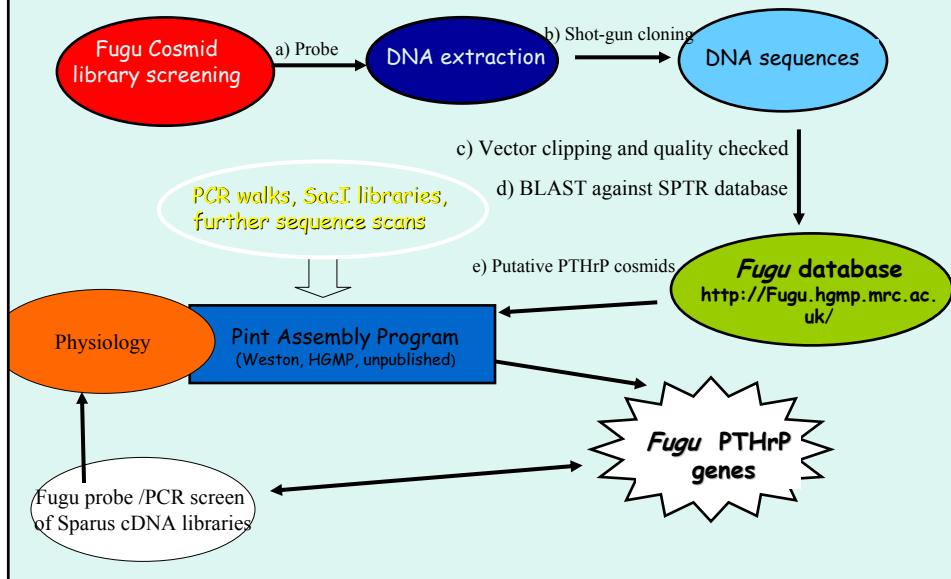 Fugu Cosmid
library screening
a) Probe
DNA extraction
b) Shot-gun cloning
DNA sequences
c) Vector clipping and quality checked
d) BLAST against SPTR database
PCR walks, SacI libraries,
further sequence scans
e) Putative PTHrP cosmids
Fugu database
http://Fugu.hgmp.mrc.ac.
uk/
Physiology
Pint Assembly Program
(Weston, HGMP, unpublished)
Fugu PTHrP
genes
Fugu probe /PCR screen
of Sparus cDNA libraries